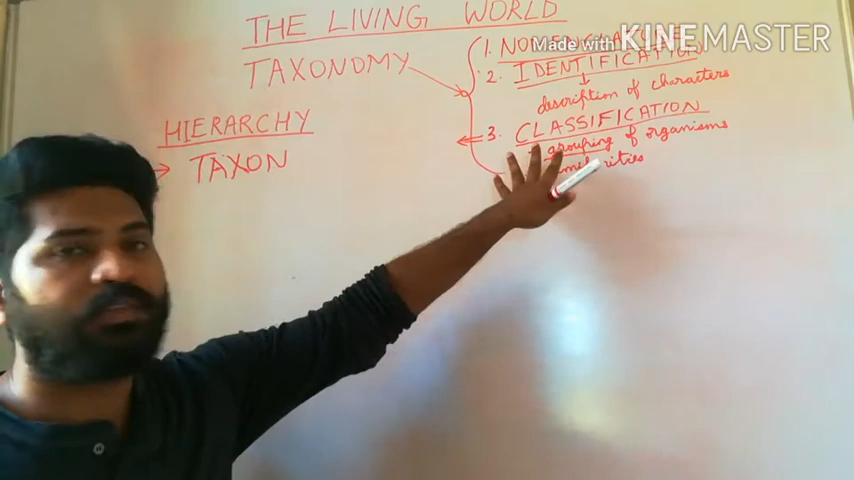 THE LIVING WORLD
TAXONOMY
1. 
2. IDENTIFICATION
description of characters
3. CLASSIFICATION
grouping of organisms
HIERARCHY
TAXON
Made with KINEMASTER